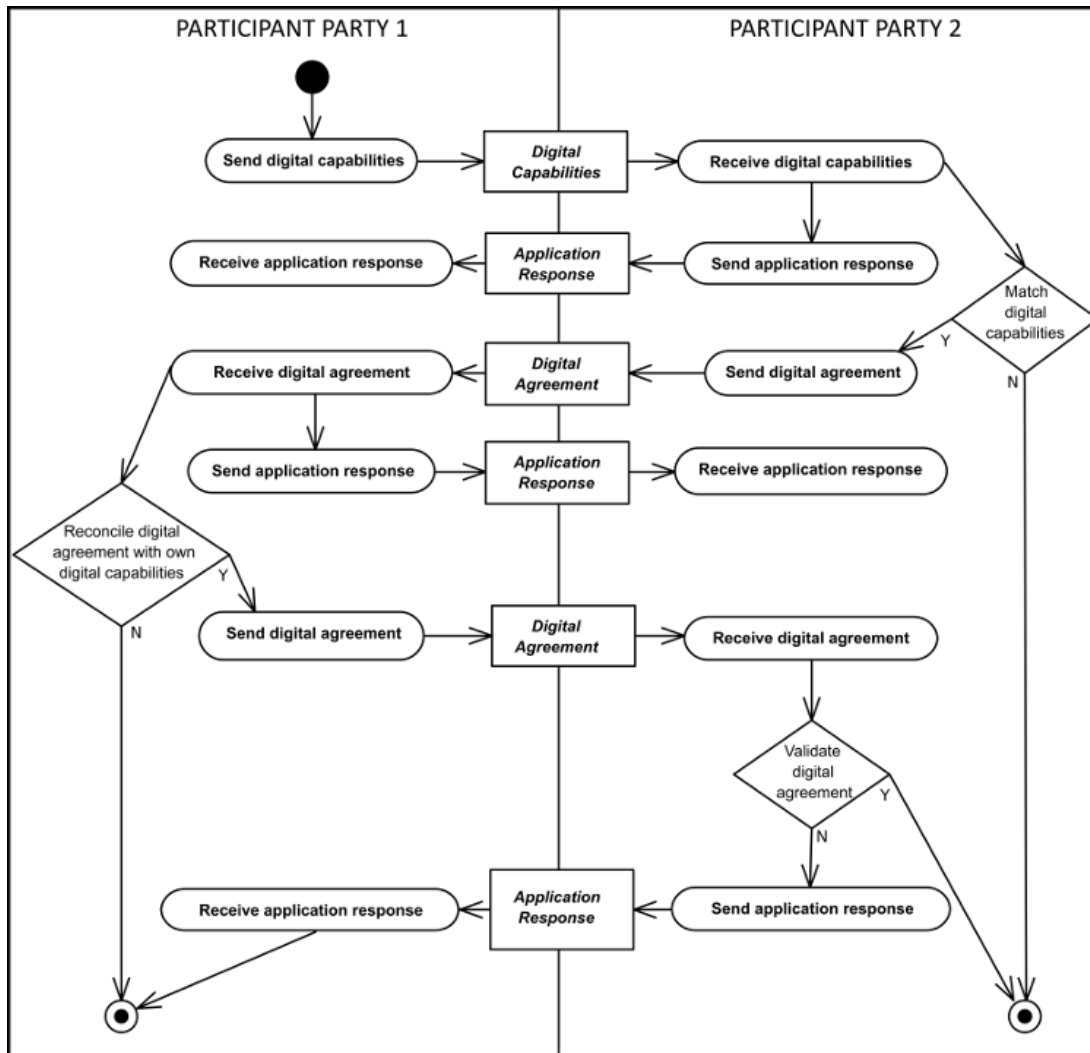 PARTICIPANT PARTY 1
PARTICIPANT PARTY 2
Send digital capabilities
Digital
Capabilities
Receive digital capabilities
Receive application response
Application
Response
Send application response
Match
digital
capabilities
Y
N
Receive digital agreement
Digital
Agreement
Send digital agreement
Send application response
Application
Response
Receive application response
Reconcile digital
agreement with own
digital capabilities
Y
N
Send digital agreement
Digital
Agreement
Receive digital agreement
Validate
digital
agreement
Y
N
Receive application response
Application
Response
Send application response